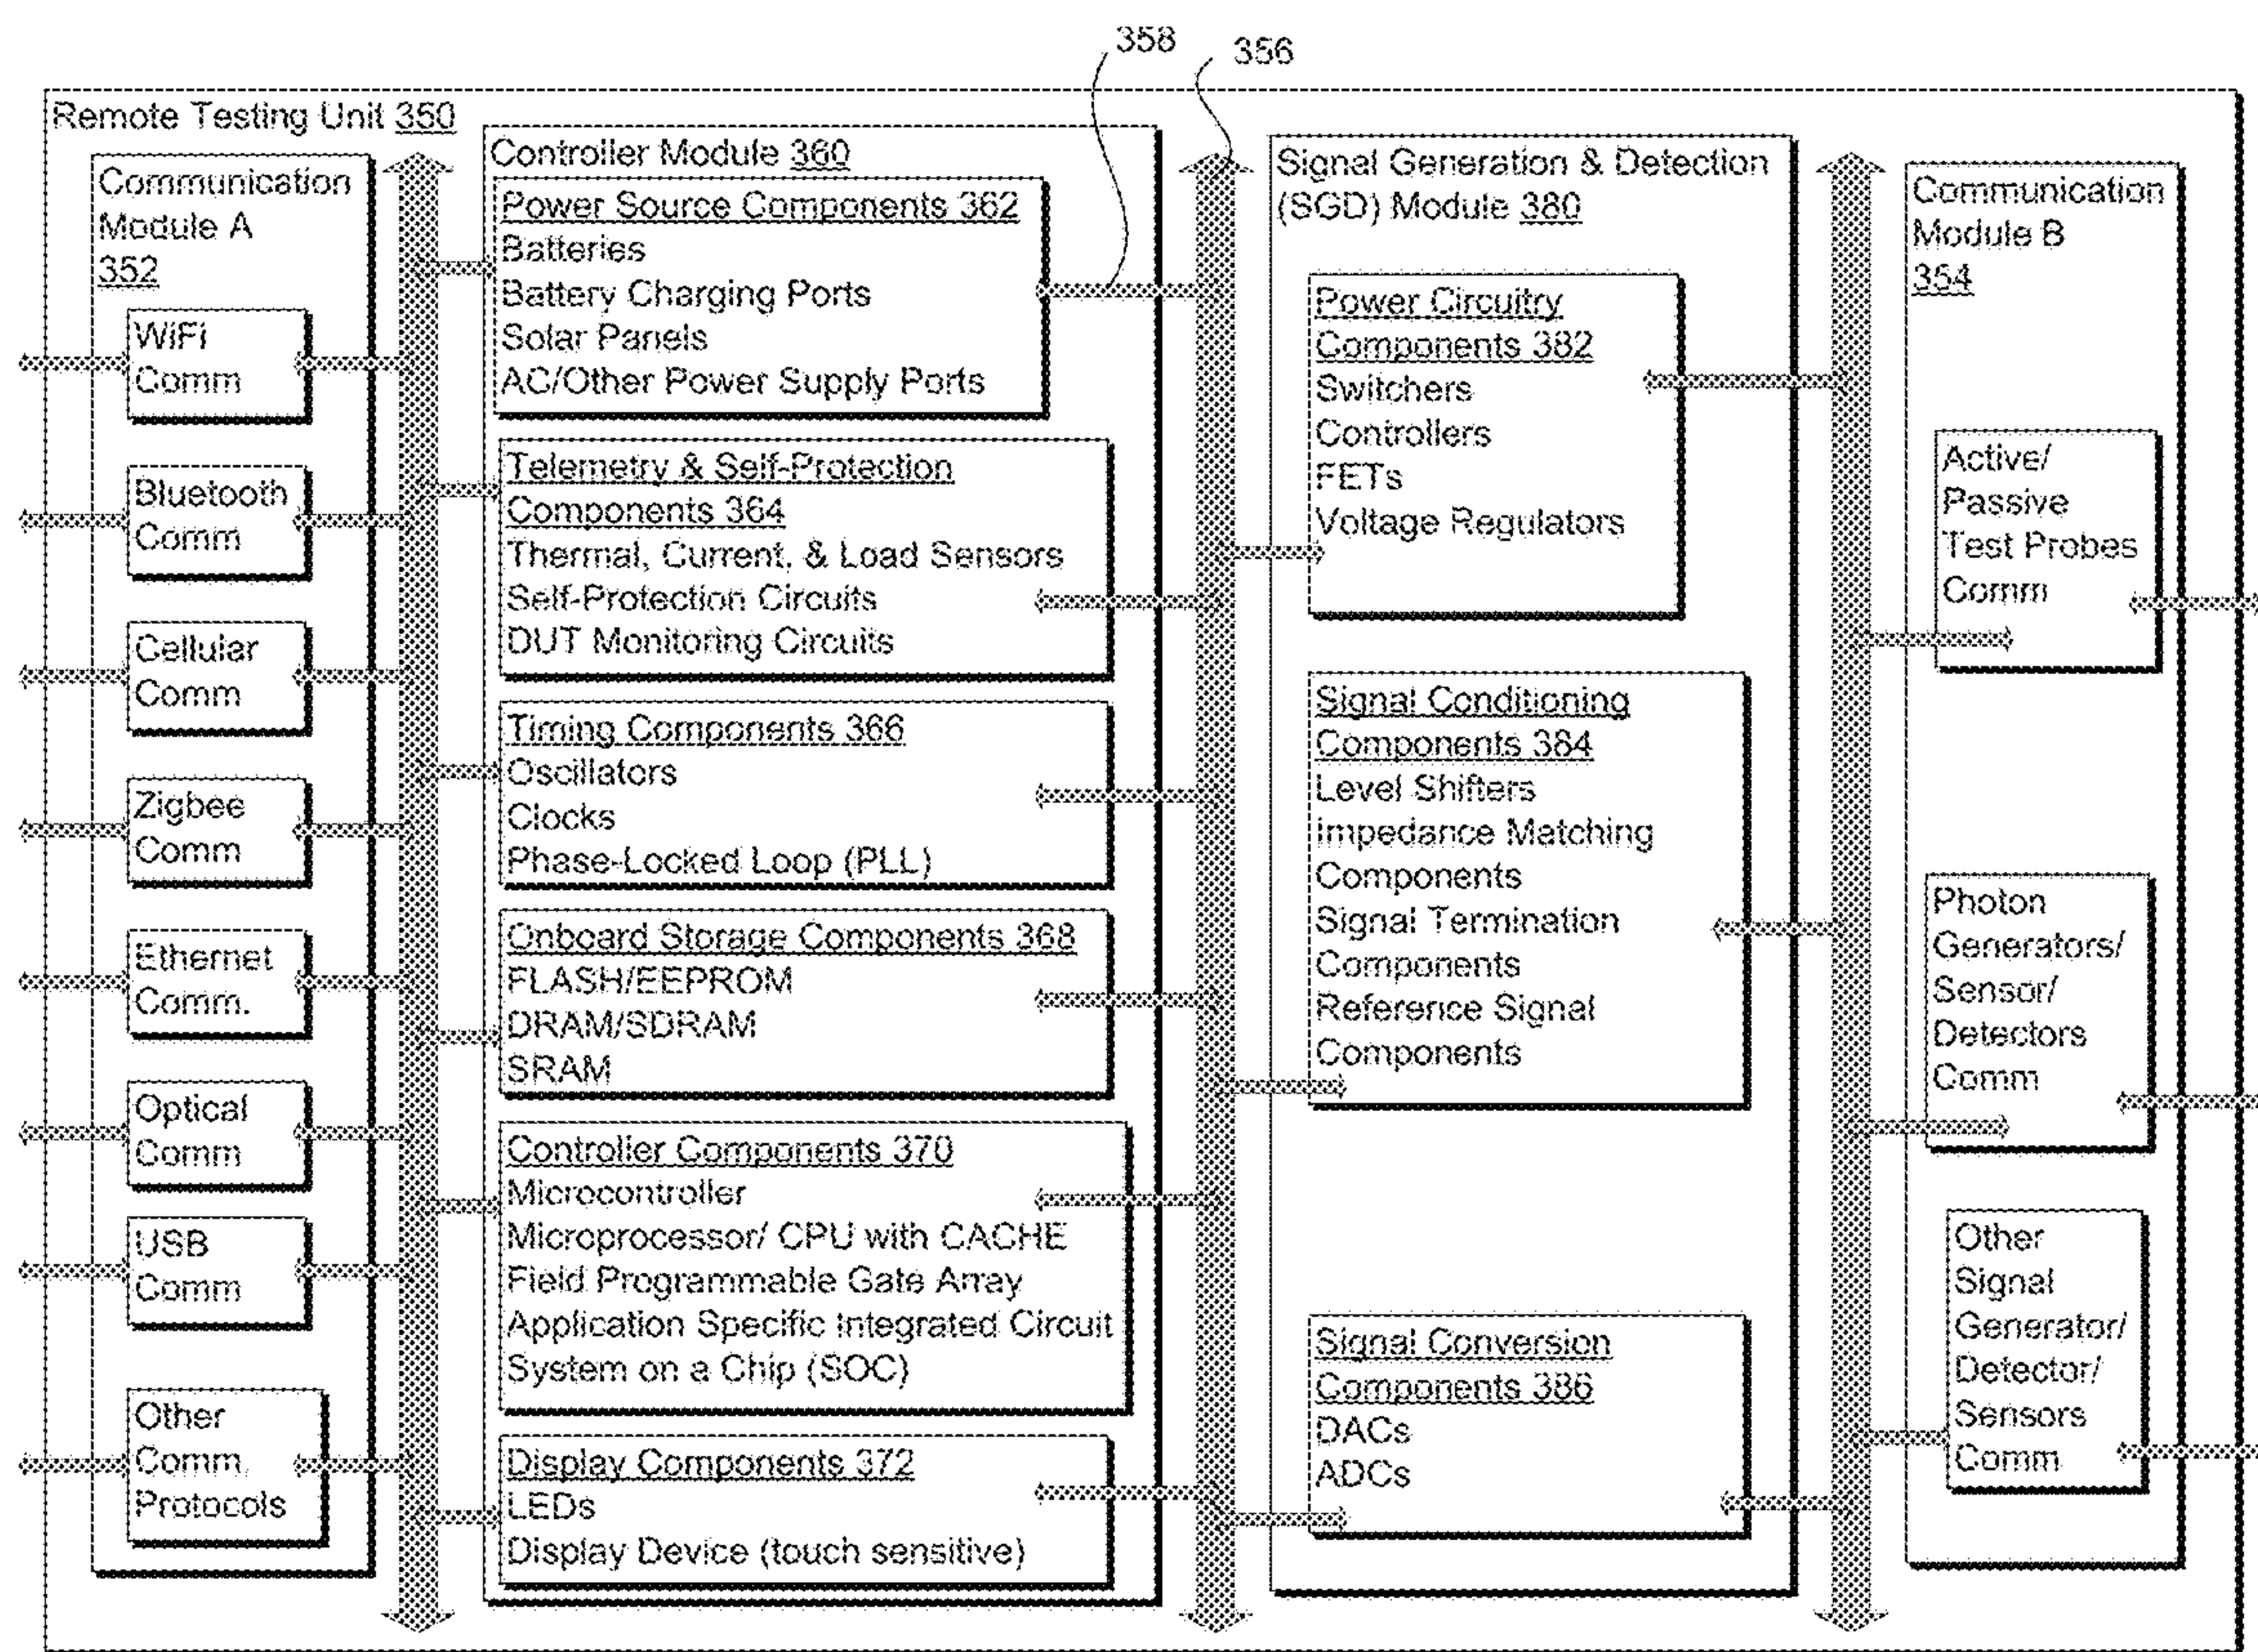 358
356
Remote Testing Unit 350
Communication
Module A
352
WiFi
Comm
Bluetooth
Comm
Cellular
Comm
Zigbee
Comm
Ethernet
Comm.
Optical
Comm
USB
Comm
Other
Comm.
Protocols
Controller Module 360
Power Source Components 362
Batteries
Battery Charging Ports
Solar Panels
AC/Other Power Supply Ports
Telemetry & Self-Protection
Components 364
Thermal, Current, & Load Sensors
Self-Protection Circuits
DUT Monitoring Circuits
Timing Components 366
Oscillators
Clocks
Phase-Locked Loop (PLL)
Onboard Storage Components 368
FLASH/EEPROM
DRAM/SDRAM
SRAM
Controller Components 370
Microcontroller
Microprocessor/ CPU with CACHE
Field Programmable Gate Array
Application Specific Integrated Circuit
System on a Chip (SOC)
Display Components 372
LEDs
Display Device (touch sensitive)
Signal Generation & Detection
(SGD) Module 380
Power Circuitry
Components 382
Switchers
Controllers
FETs
Voltage Regulators
Signal Conditioning
Components 384
Level Shifters
Impedance Matching
Components
Signal Termination
Components
Reference Signal
Components
Signal Conversion
Components 386
DACs
ADCs
Communication
Module B
354
Active/
Passive
Test Probes
Comm
Photon
Generators/
Sensor/
Detectors
Comm
Other
Signal
Generator/
Detector/
Sensors
Comm